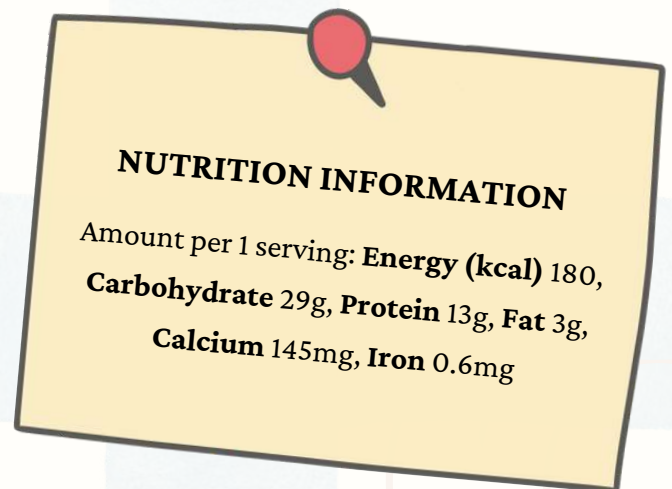 NUTRITION INFORMATION
Amount per 1 serving: Energy (kcal) 180,
Carbohydrate 29g, Protein 13g, Fat 3g,
Calcium 145mg, Iron 0.6mg